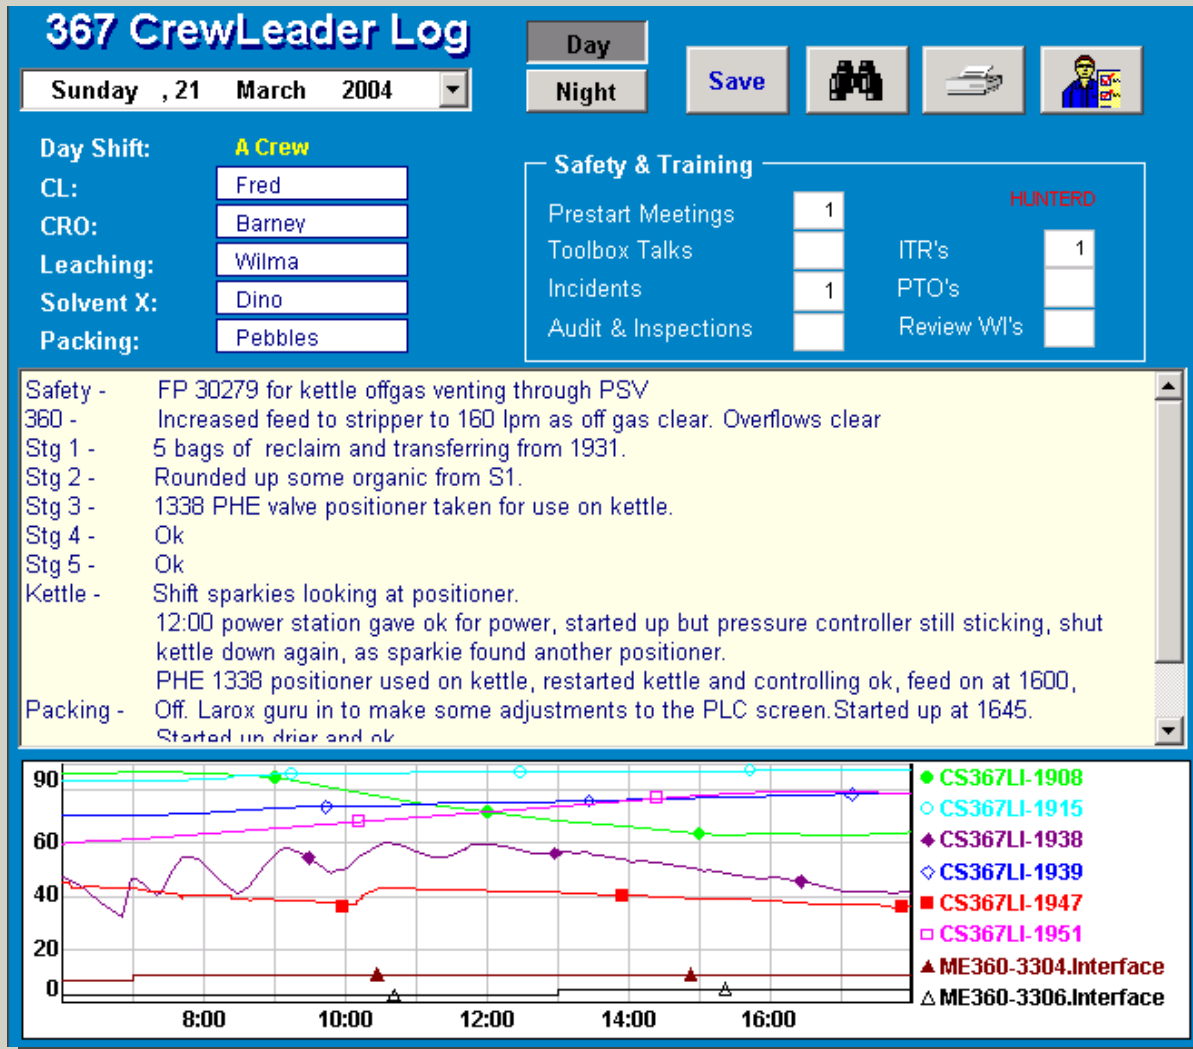 367 CrewLeader Log
Day
Night
Save
Sunday , 21 March 2004
Day Shift: A Crew
CL: Fred
CRO: Barney
Leaching: Wilma
Solvent X: Dino
Packing: Pebbles
Safety & Training
HUNTERD
Prestart Meetings 1
Toolbox Talks
Incidents 1
Audit & Inspections
ITR's 1
PTO's
Review WI's
Safety - FP 30279 for kettle offgas venting through PSV
360 - Increased feed to stripper to 160 lpm as off gas clear. Overflows clear
Stg 1 - 5 bags of reclaim and transferring from 1931.
Stg 2 - Rounded up some organic from S1.
Stg 3 - 1338 PHE valve positioner taken for use on kettle.
Stg 4 - Ok
Stg 5 - Ok
Kettle - Shift sparkies looking at positioner.
12:00 power station gave ok for power, started up but pressure controller still sticking, shut
kettle down again, as sparkie found another positioner.
PHE 1338 positioner used on kettle, restarted kettle and controlling ok, feed on at 1600,
Packing - Off. Larox guru in to make some adjustments to the PLC screen.Started up at 1645.
Started up drier and ok
90
60
40
20
0
8:00 10:00 12:00 14:00 16:00
CS367LI-1908
CS367LI-1915
CS367LI-1938
CS367LI-1939
CS367LI-1947
CS367LI-1951
ME360-3304.Interface
ME360-3306.Interface